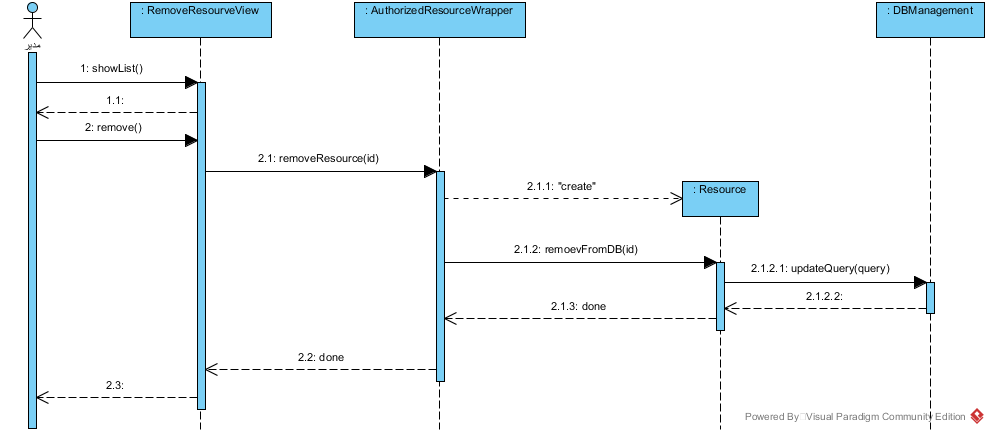 : RemoveResourveView
: AuthorizedResourceWrapper
: DBManagement
مدیر
1: showList()
1.1:
2: remove()
2.1: removeResource(id)
2.1.1: "create"
: Resource
2.1.2: remoevFromDB(id)
2.1.2.1: updateQuery(query)
2.1.2.2:
2.1.3: done
2.2: done
2.3:
Powered By Visual Paradigm Community Edition